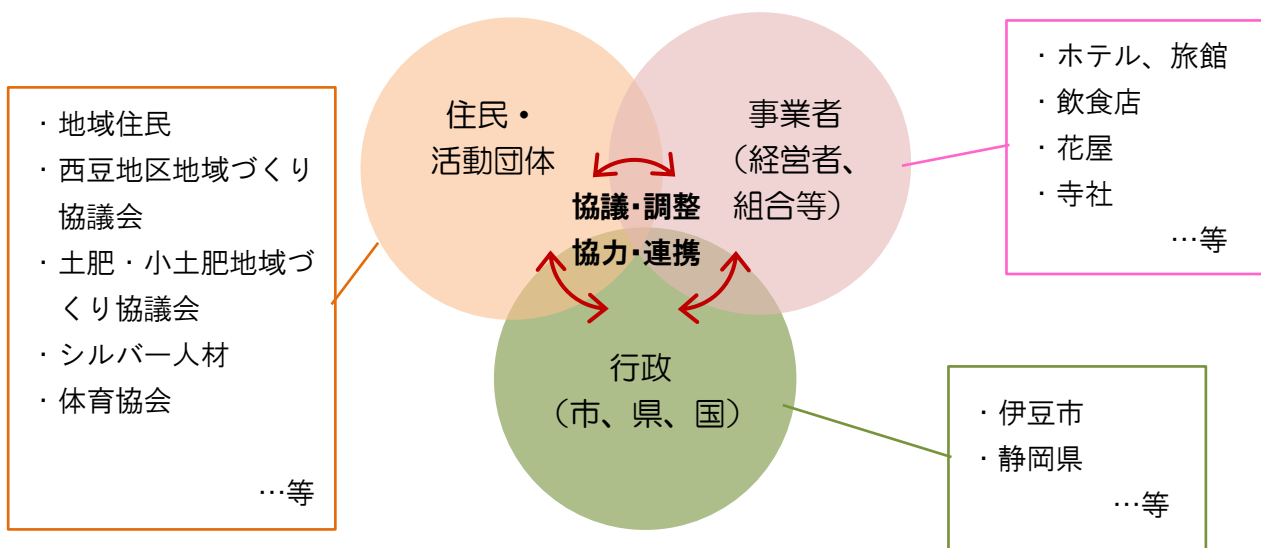 ・地域住民
・西豆地区地域づくり
協議会
・土肥・小土肥地域づ
くり協議会
・シルバー人材
・体育協会
…等
住民・
活動団体
事業者
（経営者、
組合等）
協議・調整
協力・連携
行政
（市、県、国）
・ホテル、旅館
・飲食店
・花屋
・寺社
…等
・伊豆市
・静岡県
…等